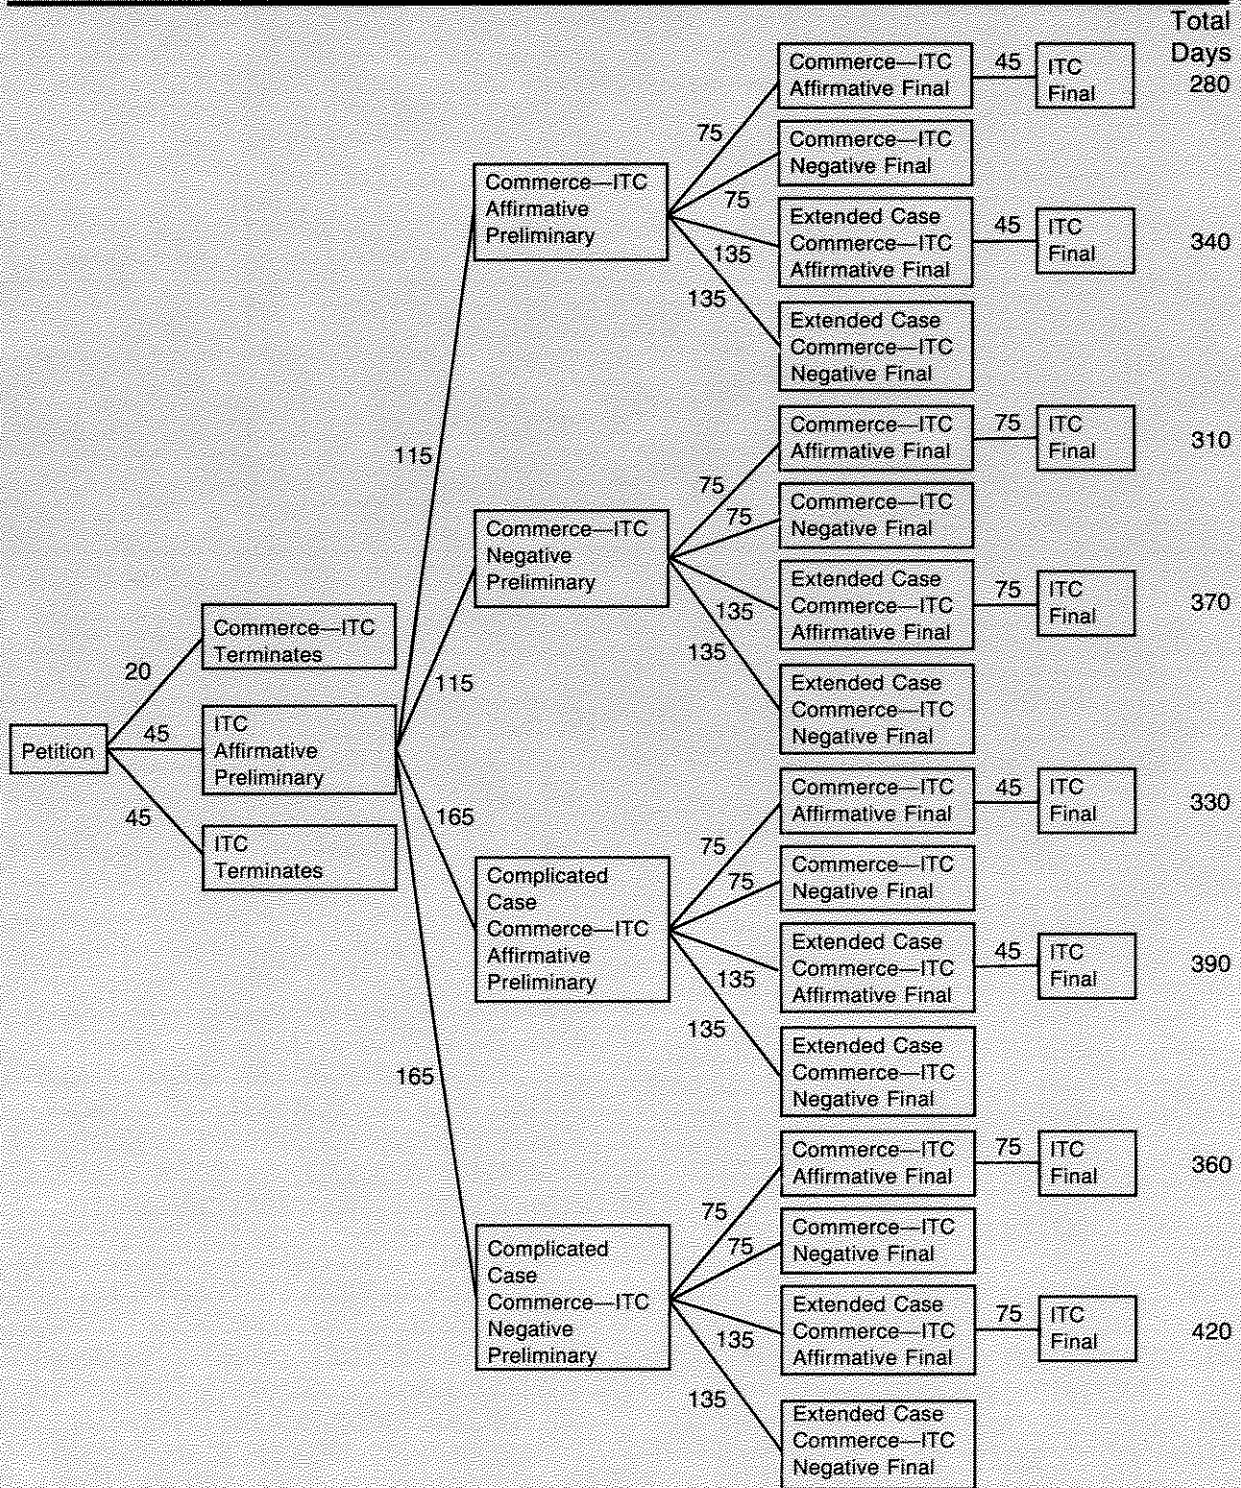 Total
Days
Commerce—ITC
Affirmative Final
45
ITC
Final
280
75
Commerce—ITC
Negative Final
75
Commerce—ITC
Affirmative
Preliminary
Extended Case
Commerce—ITC
Affirmative Final
45
ITC
Final
340
135
135
Extended Case
Commerce—ITC
Negative Final
115
Commerce—ITC
Affirmative Final
75
ITC
Final
310
75
Commerce—ITC
Negative Final
75
Commerce—ITC
Negative
Preliminary
Extended Case
Commerce—ITC
Affirmative Final
75
ITC
Final
370
135
135
Extended Case
Commerce—ITC
Negative Final
115
Commerce—ITC
Terminates
20
Petition
45
ITC
Affirmative
Preliminary
45
ITC
Terminates
165
Commerce—ITC
Affirmative Final
45
ITC
Final
330
75
Commerce—ITC
Negative Final
75
Complicated
Case
Commerce—ITC
Affirmative
Preliminary
Extended Case
Commerce—ITC
Affirmative Final
45
ITC
Final
390
135
135
Extended Case
Commerce—ITC
Negative Final
165
Commerce—ITC
Affirmative Final
75
ITC
Final
360
75
Commerce—ITC
Negative Final
75
Complicated
Case
Commerce—ITC
Negative
Preliminary
Extended Case
Commerce—ITC
Affirmative Final
75
ITC
Final
420
135
135
Extended Case
Commerce—ITC
Negative Final